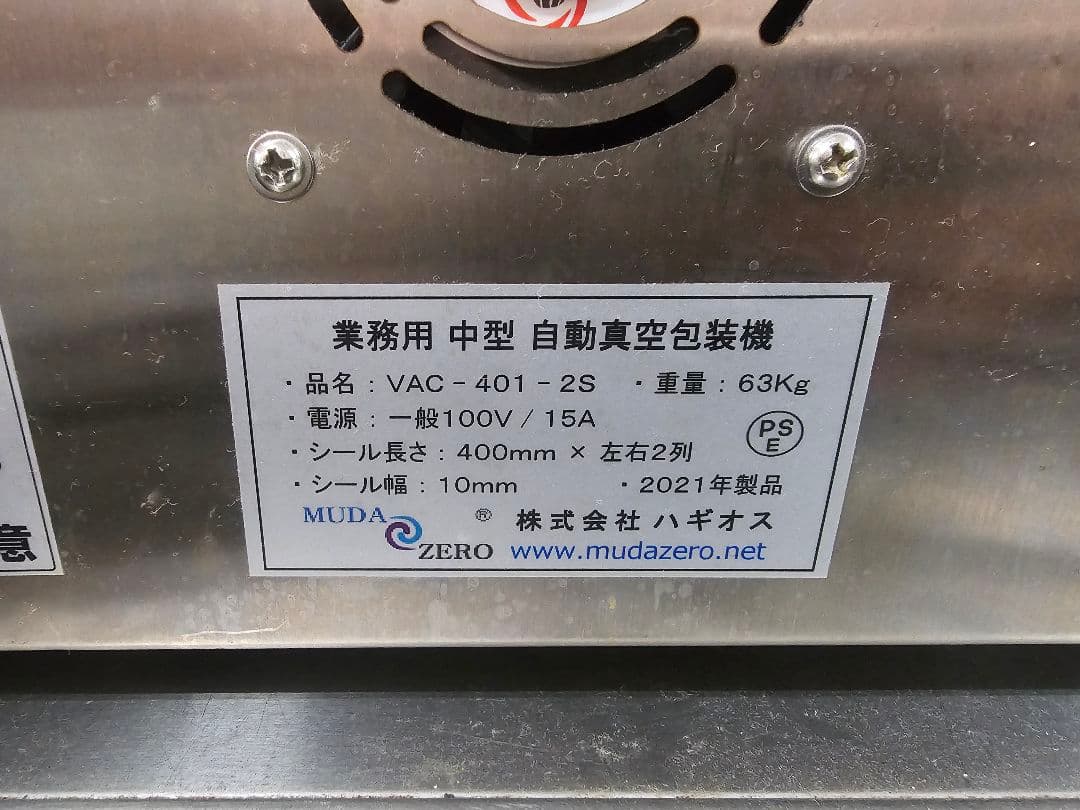 業務用 中型 自動真空包装機
・品名：VAC－401－2S ・重量：63Kg
・電源：一般100V / 15A
PS
E
・シール長さ：400mm × 左右2列
・シール幅：10mm ・2021年製品
MUDA ZERO ® 株式会社 ハギオス
www.mudazero.net
意